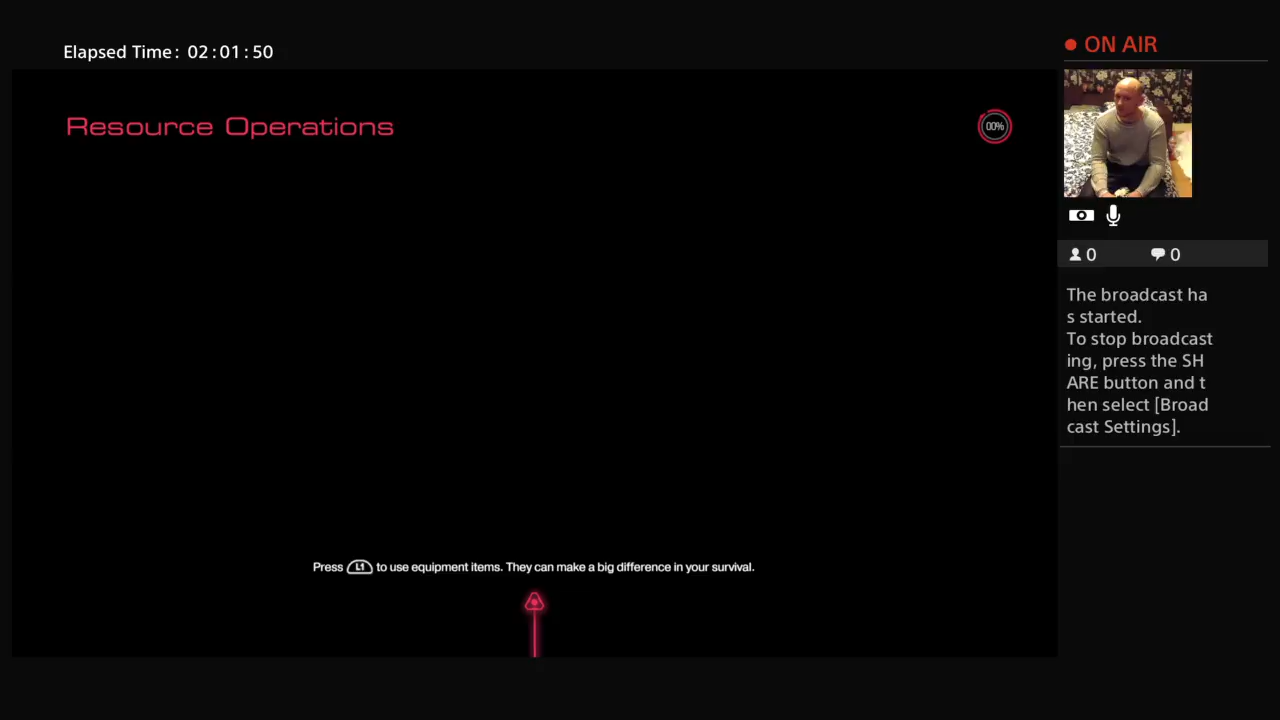 Elapsed Time: 02:01:50
ON AIR
Resource Operations
00%
0 0
The broadcast ha
s started.
To stop broadcast
ing, press the SH
ARE button and t
hen select [Broad
cast Settings].
Press L1 to use equipment items. They can make a big difference in your survival.